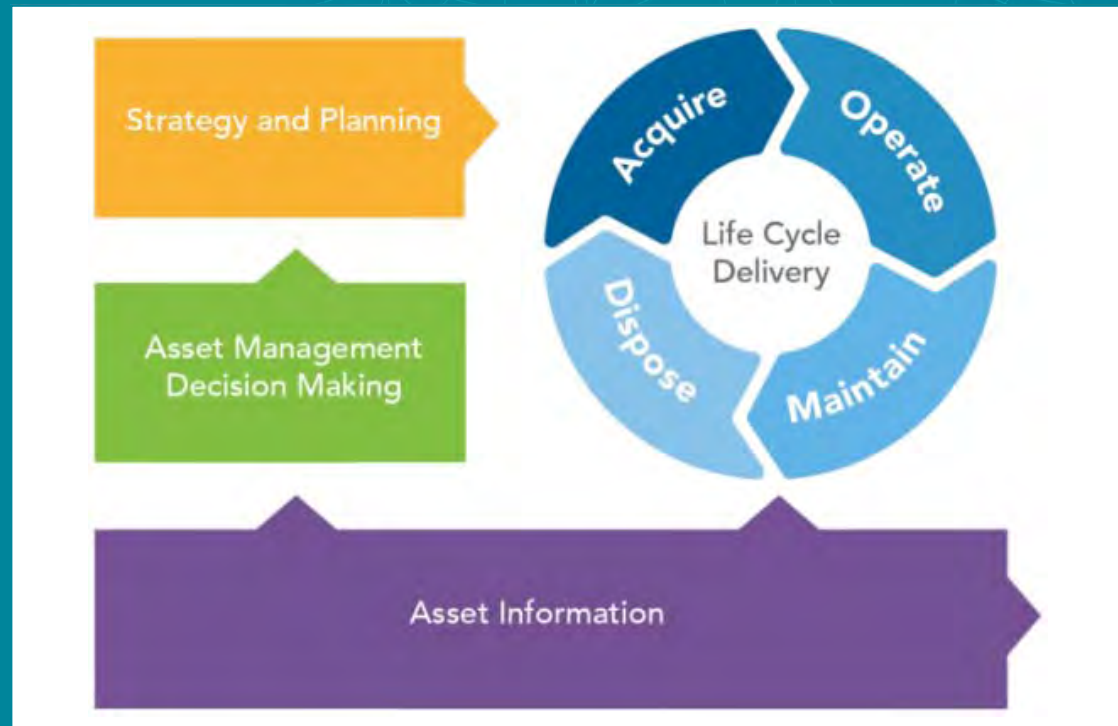 Strategy and Planning
Acquire
Operate
Life Cycle
Delivery
Dispose
Maintain
Asset Management
Decision Making
Asset Information